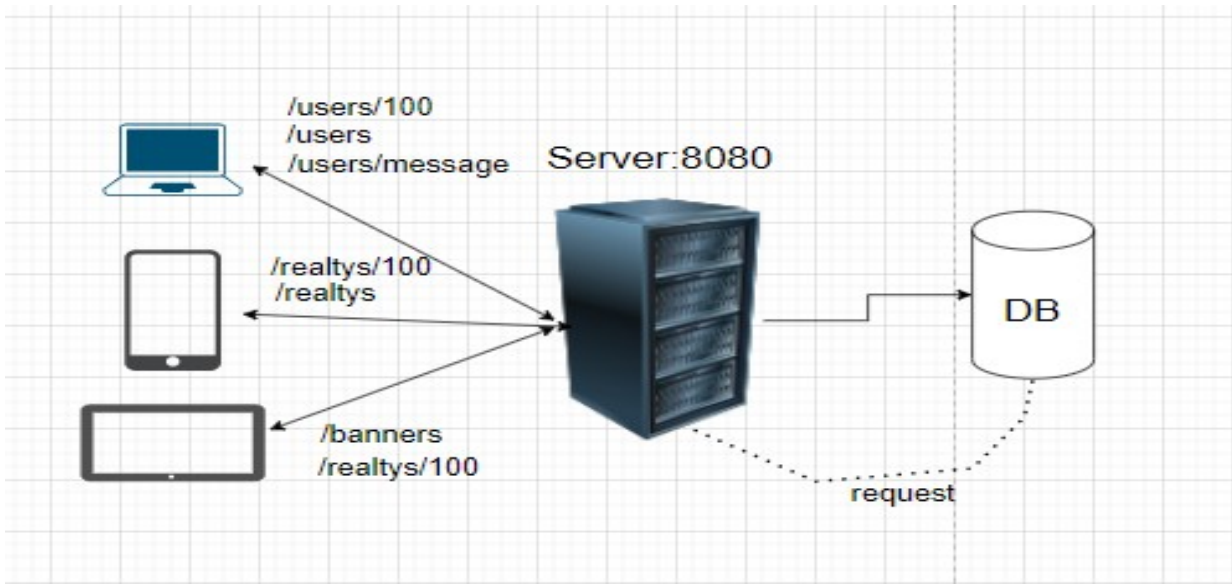 /users/100
/users
/users/message
Server:8080
/realtys/100
/realtys
DB
/banners
/realtys/100
request